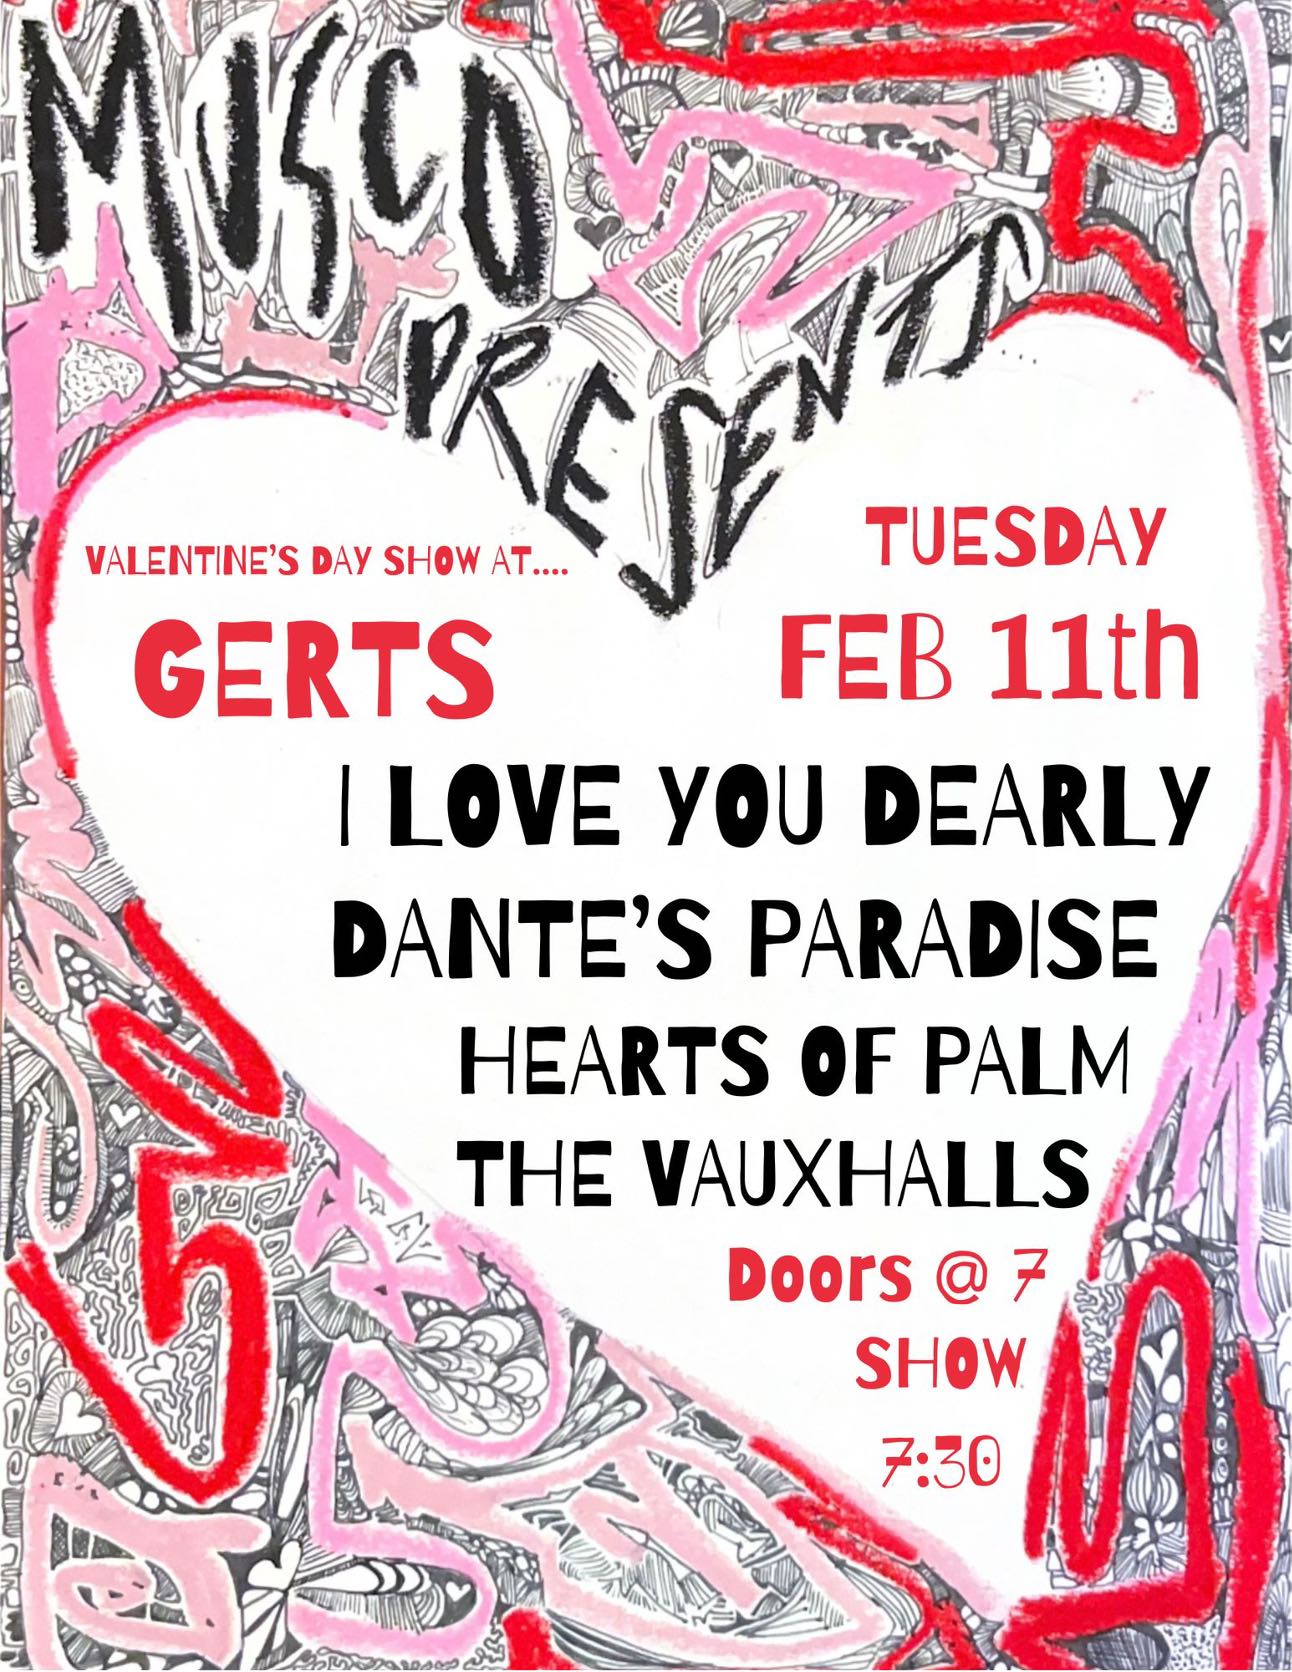 MUSCO
PRESENTS
VALENTINE'S DAY SHOW AT....
GERTS
TUESDAY
FEB 11th
I LOVE YOU DEARLY
DANTE'S PARADISE
HEARTS OF PALM
THE VAUXHALLS
Doors @ 7
SHOW
7:30